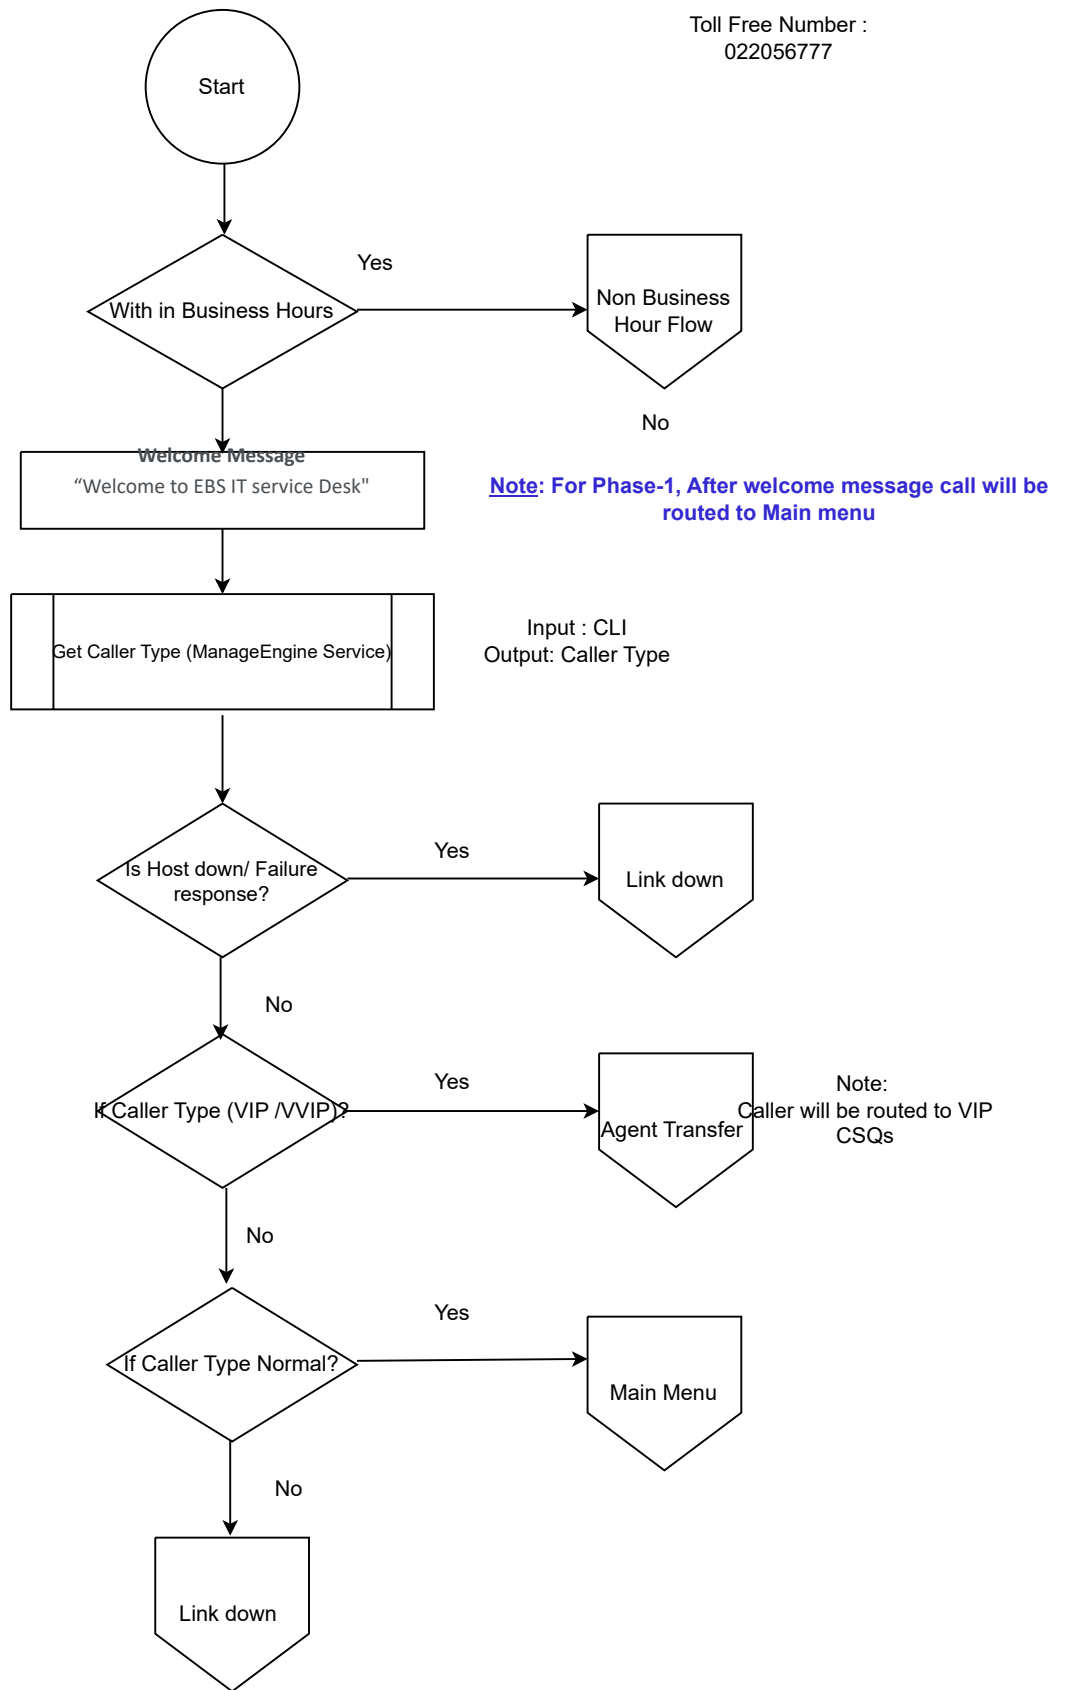 Toll Free Number :
022056777
Start
Yes
With in Business Hours
Non Business
Hour Flow
No
Welcome Message
“Welcome to EBS IT service Desk"
Note: For Phase-1, After welcome message call will be
routed to Main menu
Get Caller Type (ManageEngine Service)
Input : CLI
Output: Caller Type
Is Host down/ Failure
response?
Yes
Link down
No
If Caller Type (VIP /VVIP)?
Yes
Agent Transfer
Note:
Caller will be routed to VIP
CSQs
No
If Caller Type Normal?
Yes
Main Menu
No
Link down